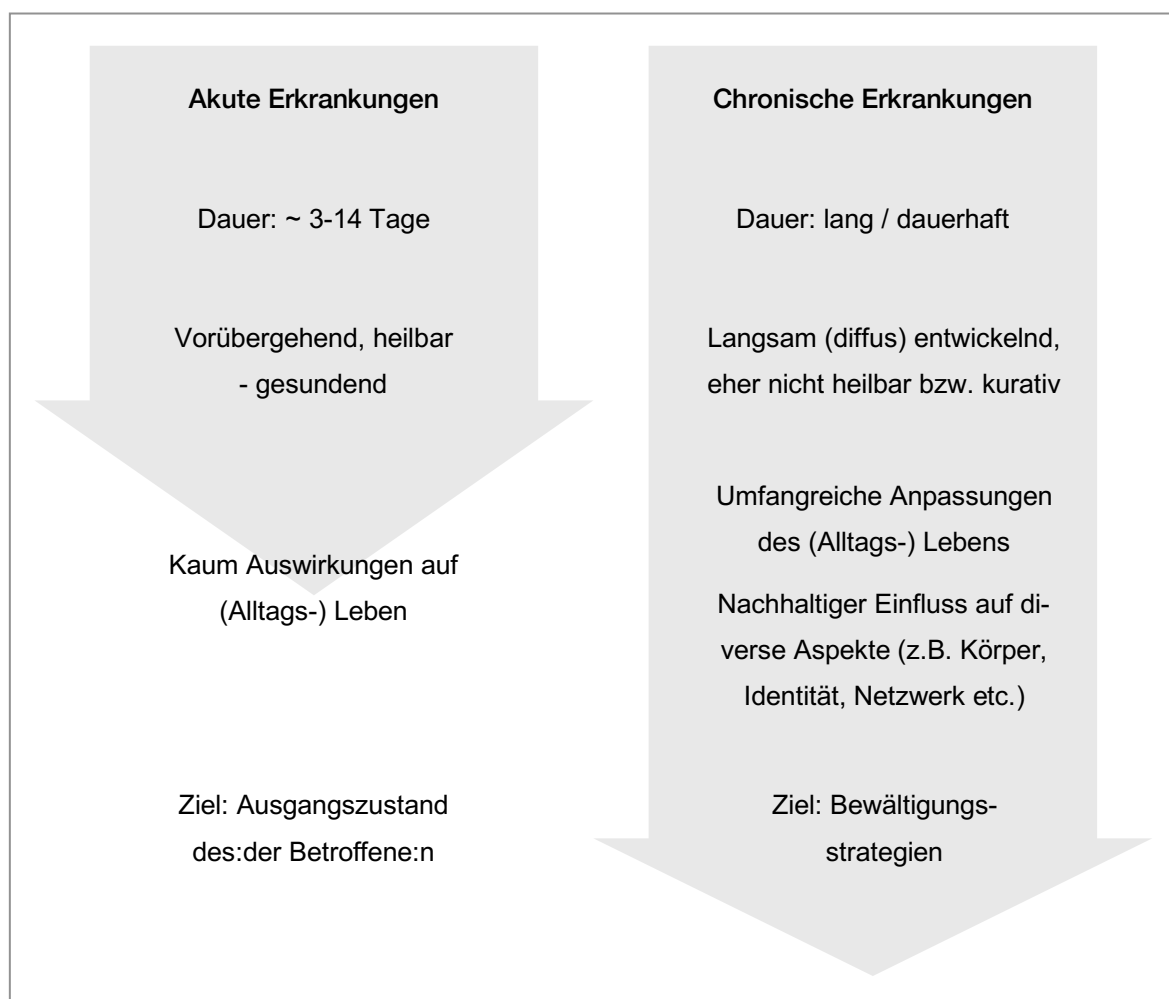 Akute Erkrankungen
Dauer: ~ 3-14 Tage
Vorübergehend, heilbar
- gesundend
Kaum Auswirkungen auf
(Alltags-) Leben
Ziel: Ausgangszustand
des:der Betroffene:n
Chronische Erkrankungen
Dauer: lang / dauerhaft
Langsam (diffus) entwickelnd,
eher nicht heilbar bzw. kurativ
Umfangreiche Anpassungen
des (Alltags-) Lebens
Nachhaltiger Einfluss auf di-
verse Aspekte (z.B. Körper,
Identität, Netzwerk etc.)
Ziel: Bewältigungs-
strategien